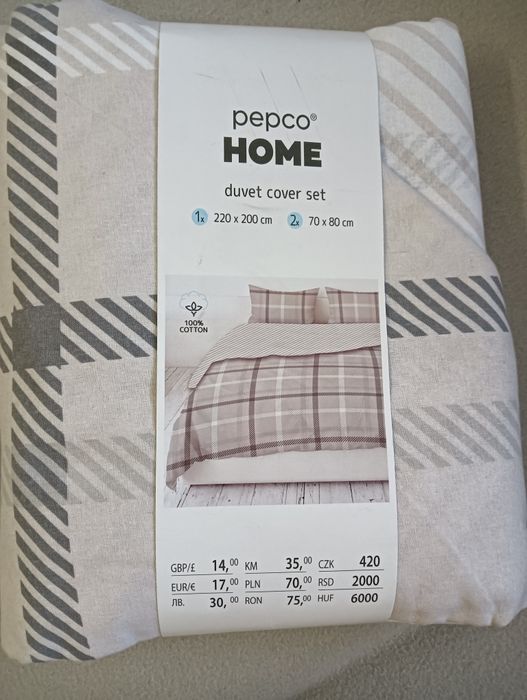 pepco®
HOME
duvet cover set
1x 220 x 200 cm 2x 70 x 80 cm
100%
COTTON
GBP/£ 14,00 KM 35,00 CZK 420
EUR/€ 17,00 PLN 70,00 RSD 2000
ЛВ. 30,00 RON 75,00 HUF 6000